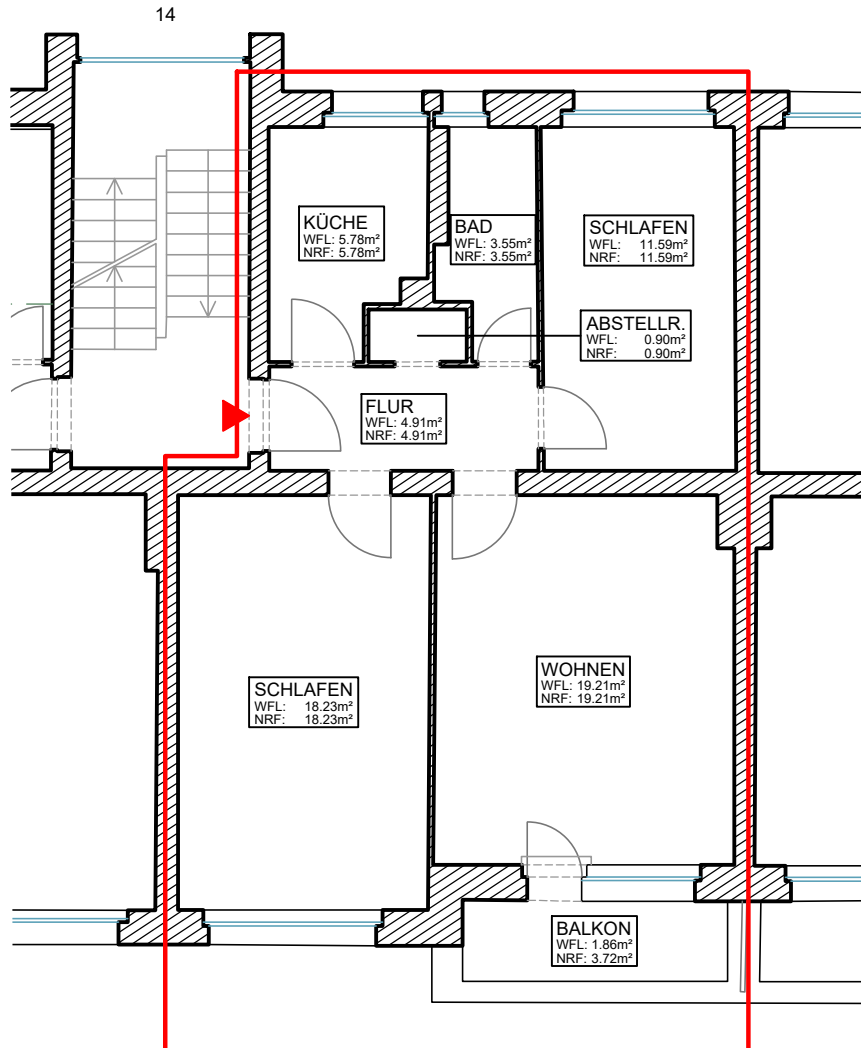 14
KÜCHE
WFL: 5.78m²
NRF: 5.78m²
BAD
WFL: 3.55m²
NRF: 3.55m²
SCHLAFEN
WFL: 11.59m²
NRF: 11.59m²
ABSTELLR.
WFL: 0.90m²
NRF: 0.90m²
FLUR
WFL: 4.91m²
NRF: 4.91m²
SCHLAFEN
WFL: 18.23m²
NRF: 18.23m²
WOHNEN
WFL: 19.21m²
NRF: 19.21m²
BALKON
WFL: 1.86m²
NRF: 3.72m²